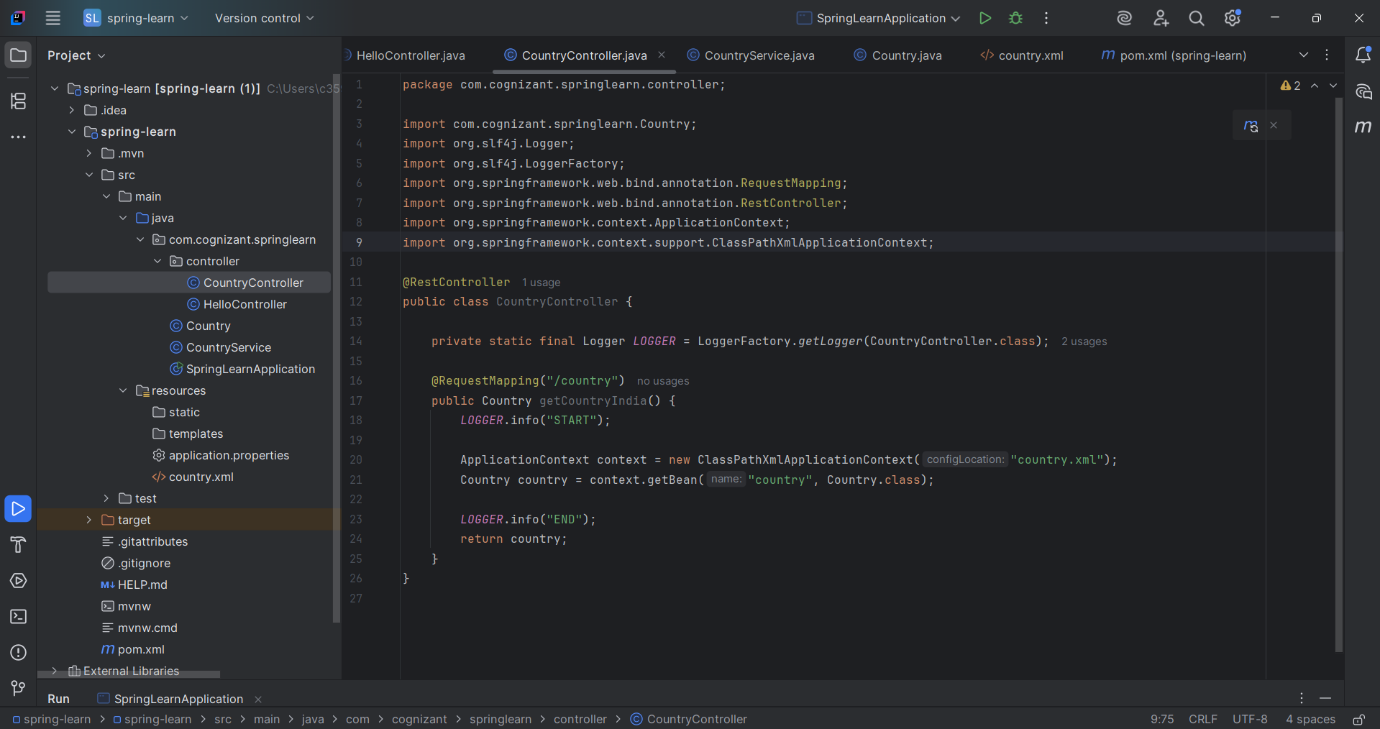 SL spring-learn Version control SpringLearnApplication
Project
HelloController.java CountryController.java CountryService.java Country.java country.xml pom.xml (spring-learn)
spring-learn [spring-learn (1)] C:\Users\c35
.idea
spring-learn
.mvn
src
main
java
com.cognizant.springlearn
controller
CountryController
HelloController
Country
CountryService
SpringLearnApplication
resources
static
templates
application.properties
country.xml
test
target
.gitattributes
.gitignore
M↓ HELP.md
mvnw
mvnw.cmd
m pom.xml
External Libraries
1 package com.cognizant.springlearn.controller;
2
3 import com.cognizant.springlearn.Country;
4 import org.slf4j.Logger;
5 import org.slf4j.LoggerFactory;
6 import org.springframework.web.bind.annotation.RequestMapping;
7 import org.springframework.web.bind.annotation.RestController;
8 import org.springframework.context.ApplicationContext;
9 import org.springframework.context.support.ClassPathXmlApplicationContext;
10
11 @RestController 1 usage
12 public class CountryController {
13
14 private static final Logger LOGGER = LoggerFactory.getLogger(CountryController.class); 2 usages
15
16 @RequestMapping("/country") no usages
17 public Country getCountryIndia() {
18 LOGGER.info("START");
19
20 ApplicationContext context = new ClassPathXmlApplicationContext( configLocation: "country.xml");
21 Country country = context.getBean( name: "country", Country.class);
22
23 LOGGER.info("END");
24 return country;
25 }
26 }
27
2
Run SpringLearnApplication
spring-learn > spring-learn > src > main > java > com > cognizant > springlearn > controller > CountryController 9:75 CRLF UTF-8 4 spaces